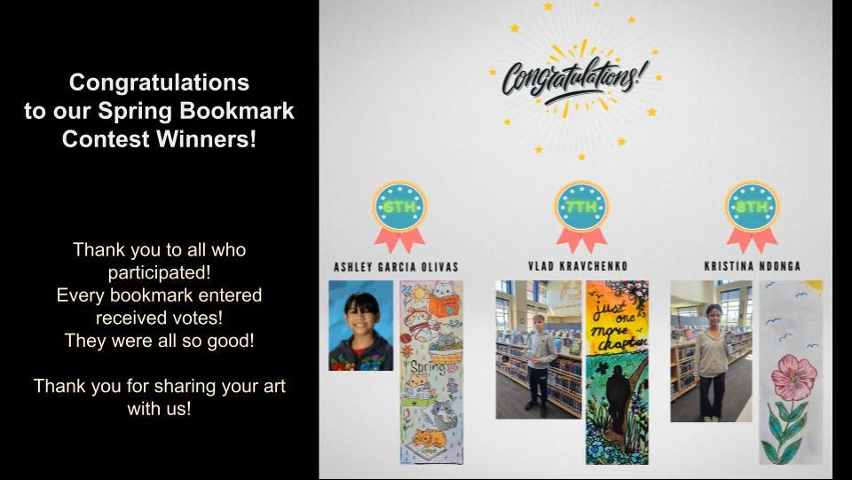 Congratulations
to our Spring Bookmark
Contest Winners!
Thank you to all who
participated!
Every bookmark entered
received votes!
They were all so good!
Thank you for sharing your art
with us!
Congratulations!
6TH
7TH
8TH
ASHLEY GARCIA OLIVAS
VLAD KRAVCHENKO
KRISTINA NDONGA
Spring
just
one
more
chapter